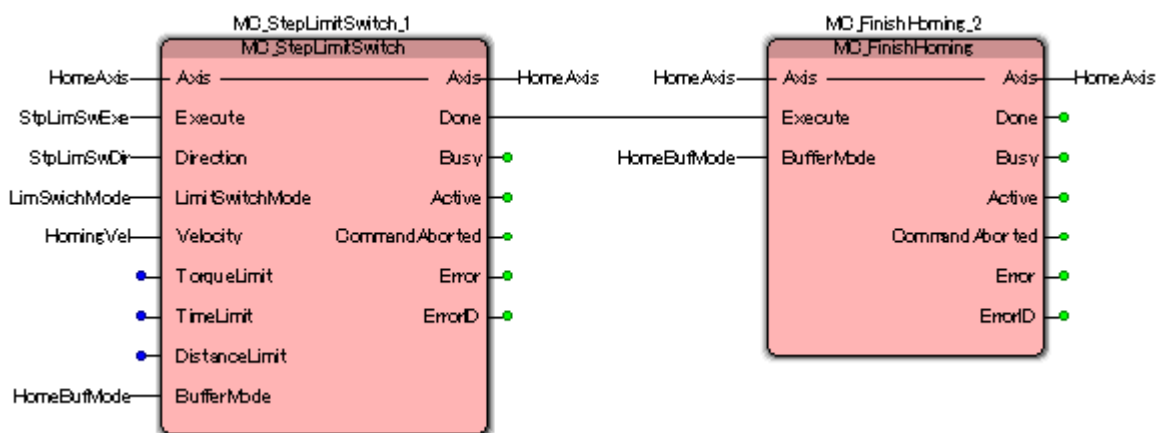 MC_StepLimitSwitch_1 MC_FinishHoming_2
MC_StepLimitSwitch MC_FinishHoming
HomeAxis Axis Axis HomeAxis HomeAxis Axis Axis HomeAxis
StpLimSwExe Execute Done Execute Done
StpLimSwDir Direction Busy HomeBufMode BufferMode Busy
LimSwichMode LimitSwitchMode Active Active
HomingVel Velocity CommandAborted CommandAborted
TorqueLimit Error Error
TimeLimit ErrorID ErrorID
DistanceLimit
HomeBufMode BufferMode